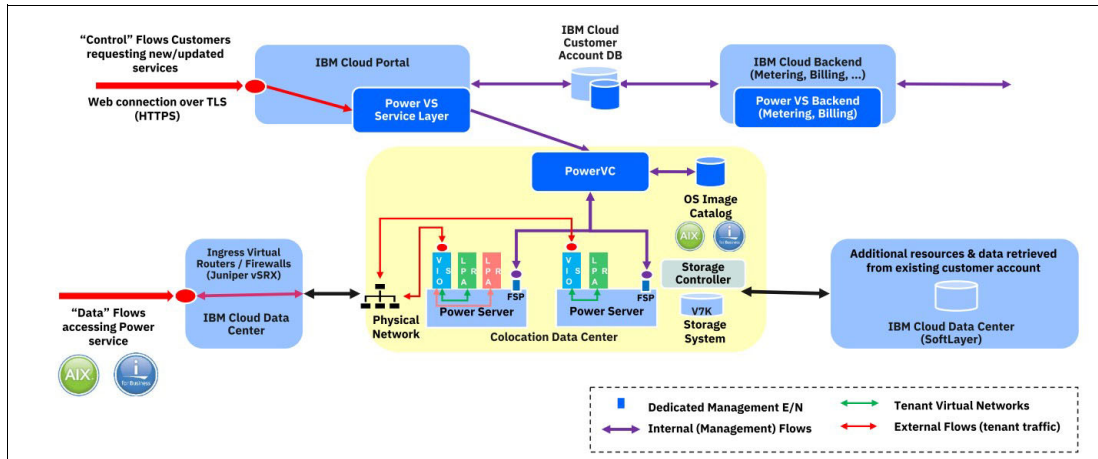 “Control” Flows Customers
requesting new/updated
services
Web connection over TLS
(HTTPS)
IBM Cloud Portal
Power VS
Service Layer
IBM Cloud
Customer
Account DB
IBM Cloud Backend
(Metering, Billing, ...)
Power VS Backend
(Metering, Billing)
PowerVC
OS Image
Catalog
AIX
i
for Business
Ingress Virtual
Routers / Firewalls
(Juniper vSRX)
IBM Cloud Data
Center
“Data” Flows
accessing Power
service
AIX
i
for Business
Physical
Network
VIOS
LPAR
LPAR
FSP
Power Server
VIOS
LPAR
FSP
Power Server
Colocation Data Center
Storage
Controller
V7K
Storage
System
Additional resources & data retrieved
from existing customer account
IBM Cloud Data Center
(SoftLayer)
Dedicated Management E/N
Internal (Management) Flows
Tenant Virtual Networks
External Flows (tenant traffic)